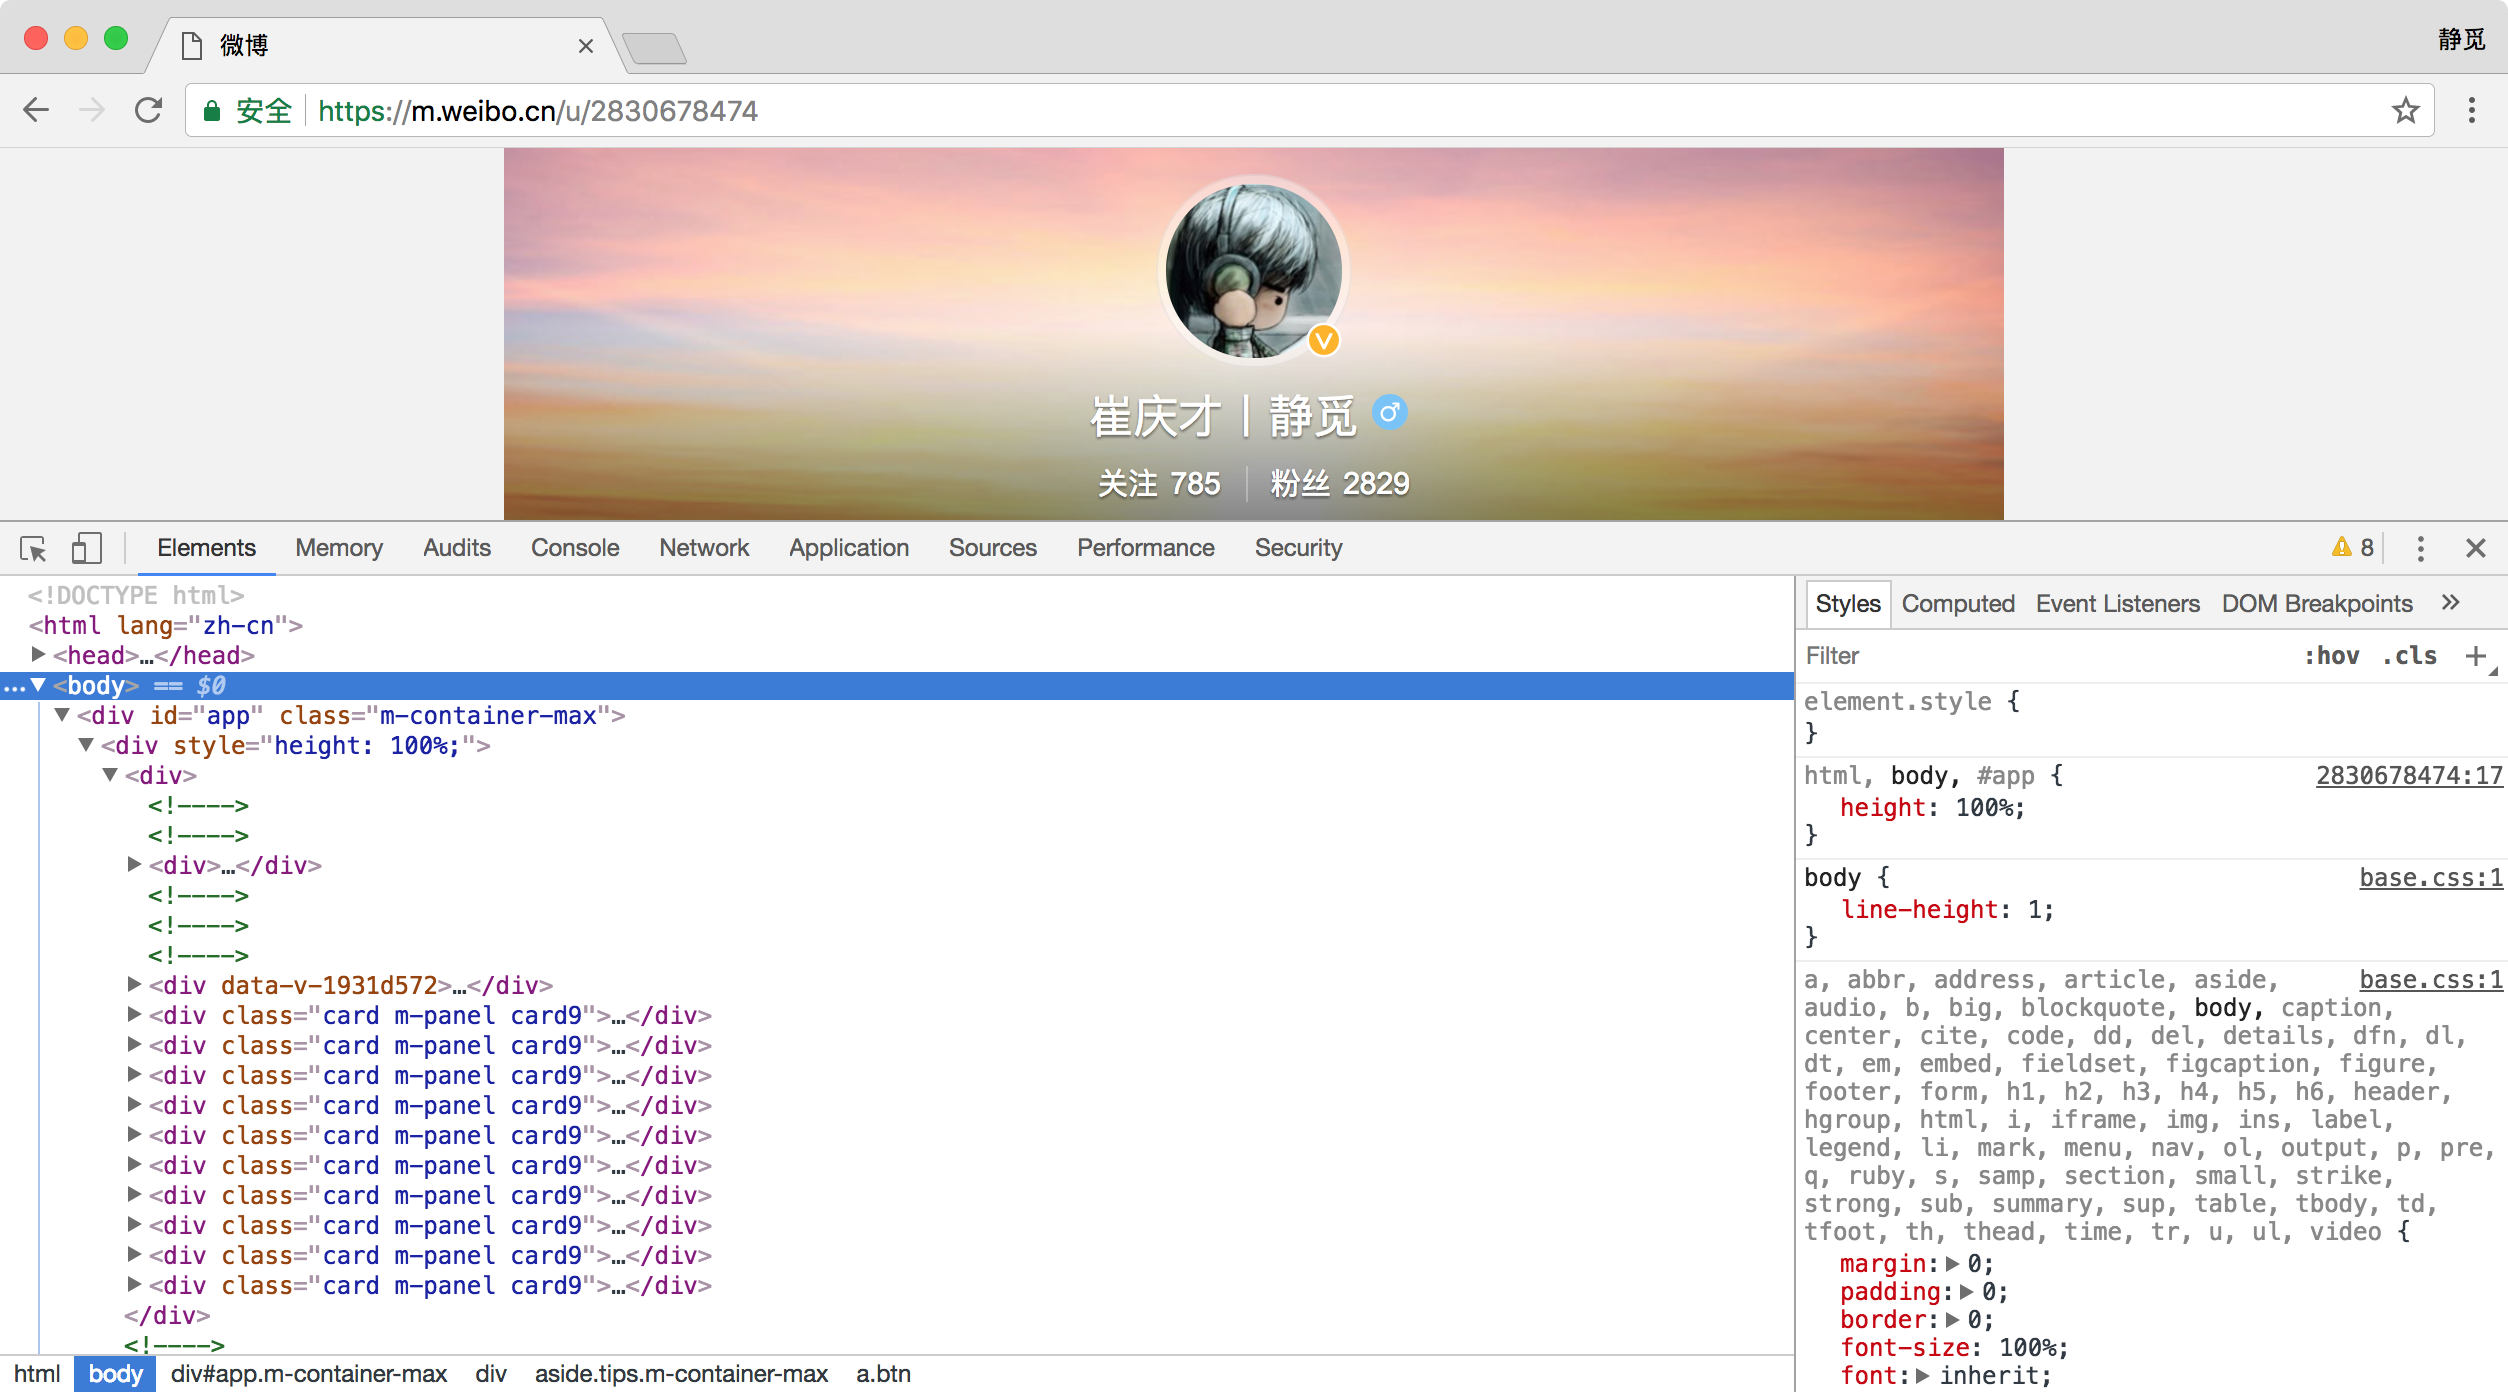 微博
静觅
安全 https://m.weibo.cn/u/2830678474
V
崔庆才丨静觅
关注 785 粉丝 2829
Elements Memory Audits Console Network Application Sources Performance Security 8
<!DOCTYPE html>
<html lang="zh-cn">
<head>…</head>
… <body> == $0
<div id="app" class="m-container-max">
<div style="height: 100%;">
<div>
<!---->
<!---->
<div>…</div>
<!---->
<!---->
<!---->
<div data-v-1931d572>…</div>
<div class="card m-panel card9">…</div>
<div class="card m-panel card9">…</div>
<div class="card m-panel card9">…</div>
<div class="card m-panel card9">…</div>
<div class="card m-panel card9">…</div>
<div class="card m-panel card9">…</div>
<div class="card m-panel card9">…</div>
<div class="card m-panel card9">…</div>
<div class="card m-panel card9">…</div>
<div class="card m-panel card9">…</div>
</div>
<!---->
html body div#app.m-container-max div aside.tips.m-container-max a.btn
Styles Computed Event Listeners DOM Breakpoints »
Filter :hov .cls +
element.style {
}
html, body, #app { 2830678474:17
height: 100%;
}
body { base.css:1
line-height: 1;
}
a, abbr, address, article, aside, base.css:1
audio, b, big, blockquote, body, caption,
center, cite, code, dd, del, details, dfn, dl,
dt, em, embed, fieldset, figcaption, figure,
footer, form, h1, h2, h3, h4, h5, h6, header,
hgroup, html, i, iframe, img, ins, label,
legend, li, mark, menu, nav, ol, output, p, pre,
q, ruby, s, samp, section, small, strike,
strong, sub, summary, sup, table, tbody, td,
tfoot, th, thead, time, tr, u, ul, video {
margin: 0;
padding: 0;
border: 0;
font-size: 100%;
font: inherit;